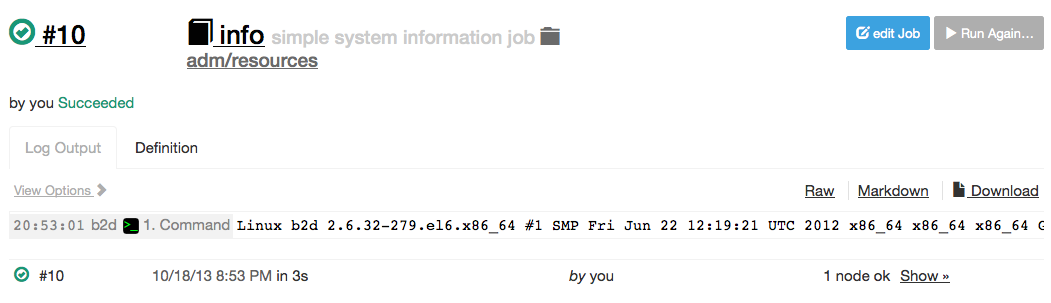 #10 info simple system information job edit Job Run Again...
adm/resources
by you Succeeded
Log Output Definition
View Options Raw Markdown Download
20:53:01 b2d >_ 1. Command Linux b2d 2.6.32-279.el6.x86_64 #1 SMP Fri Jun 22 12:19:21 UTC 2012 x86_64 x86_64 x86_64 G
#10 10/18/13 8:53 PM in 3s by you 1 node ok Show »